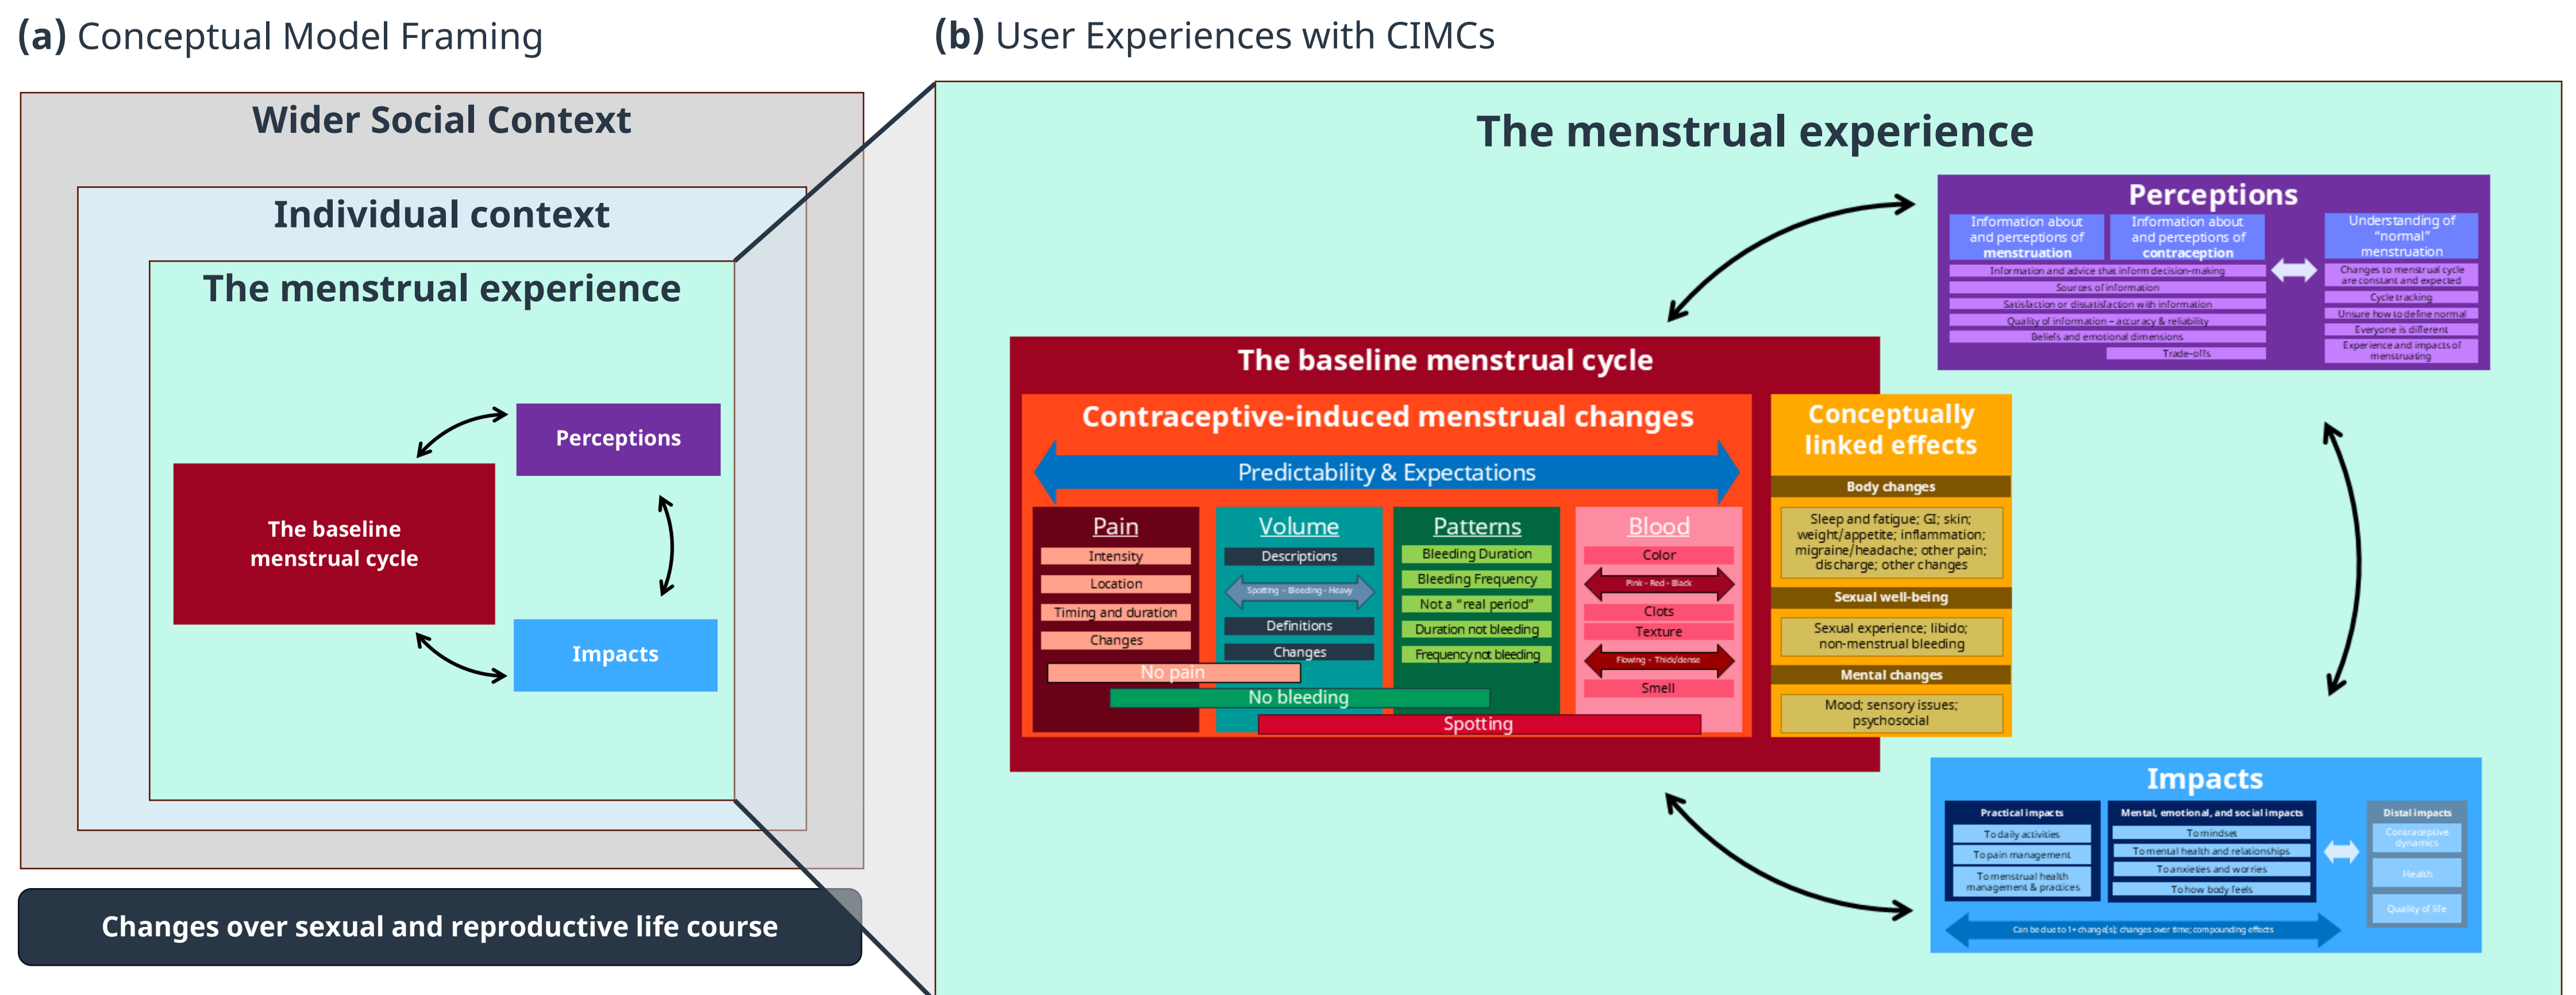 (a) Conceptual Model Framing
Wider Social Context
Individual context
The menstrual experience
Perceptions
The baseline
menstrual cycle
Impacts
Changes over sexual and reproductive life course
(b) User Experiences with CIMCs
The menstrual experience
Perceptions
Information about
and perceptions of
menstruation
Information about
and perceptions of
contraception
Information and advice that inform decision-making
Sources of information
Satisfaction or dissatisfaction with information
Quality of information – accuracy & reliability
Beliefs and emotional dimensions
Trade-offs
Understanding of
“normal”
menstruation
Changes to menstrual cycle
are constant and expected
Cycle tracking
Unsure how to define normal
Everyone is different
Experience and impacts of
menstruating
The baseline menstrual cycle
Contraceptive-induced menstrual changes
Predictability & Expectations
Pain
Intensity
Location
Timing and duration
Changes
Volume
Descriptions
Spotting - Bleeding - Heavy
Definitions
Changes
Patterns
Bleeding Duration
Bleeding Frequency
Not a “real period”
Duration not bleeding
Frequency not bleeding
Blood
Color
Pink - Red - Black
Clots
Texture
Flowing - Thick/dense
Smell
No pain
No bleeding
Spotting
Conceptually
linked effects
Body changes
Sleep and fatigue; GI; skin;
weight/appetite; inflammation;
migraine/headache; other pain;
discharge; other changes
Sexual well-being
Sexual experience; libido;
non-menstrual bleeding
Mental changes
Mood; sensory issues;
psychosocial
Impacts
Practical impacts
To daily activities
To pain management
To menstrual health
management & practices
Mental, emotional, and social impacts
To mindset
To mental health and relationships
To anxieties and worries
To how body feels
Distal impacts
Contraceptive
dynamics
Health
Quality of life
Can be due to 1+ change(s); changes over time; compounding effects